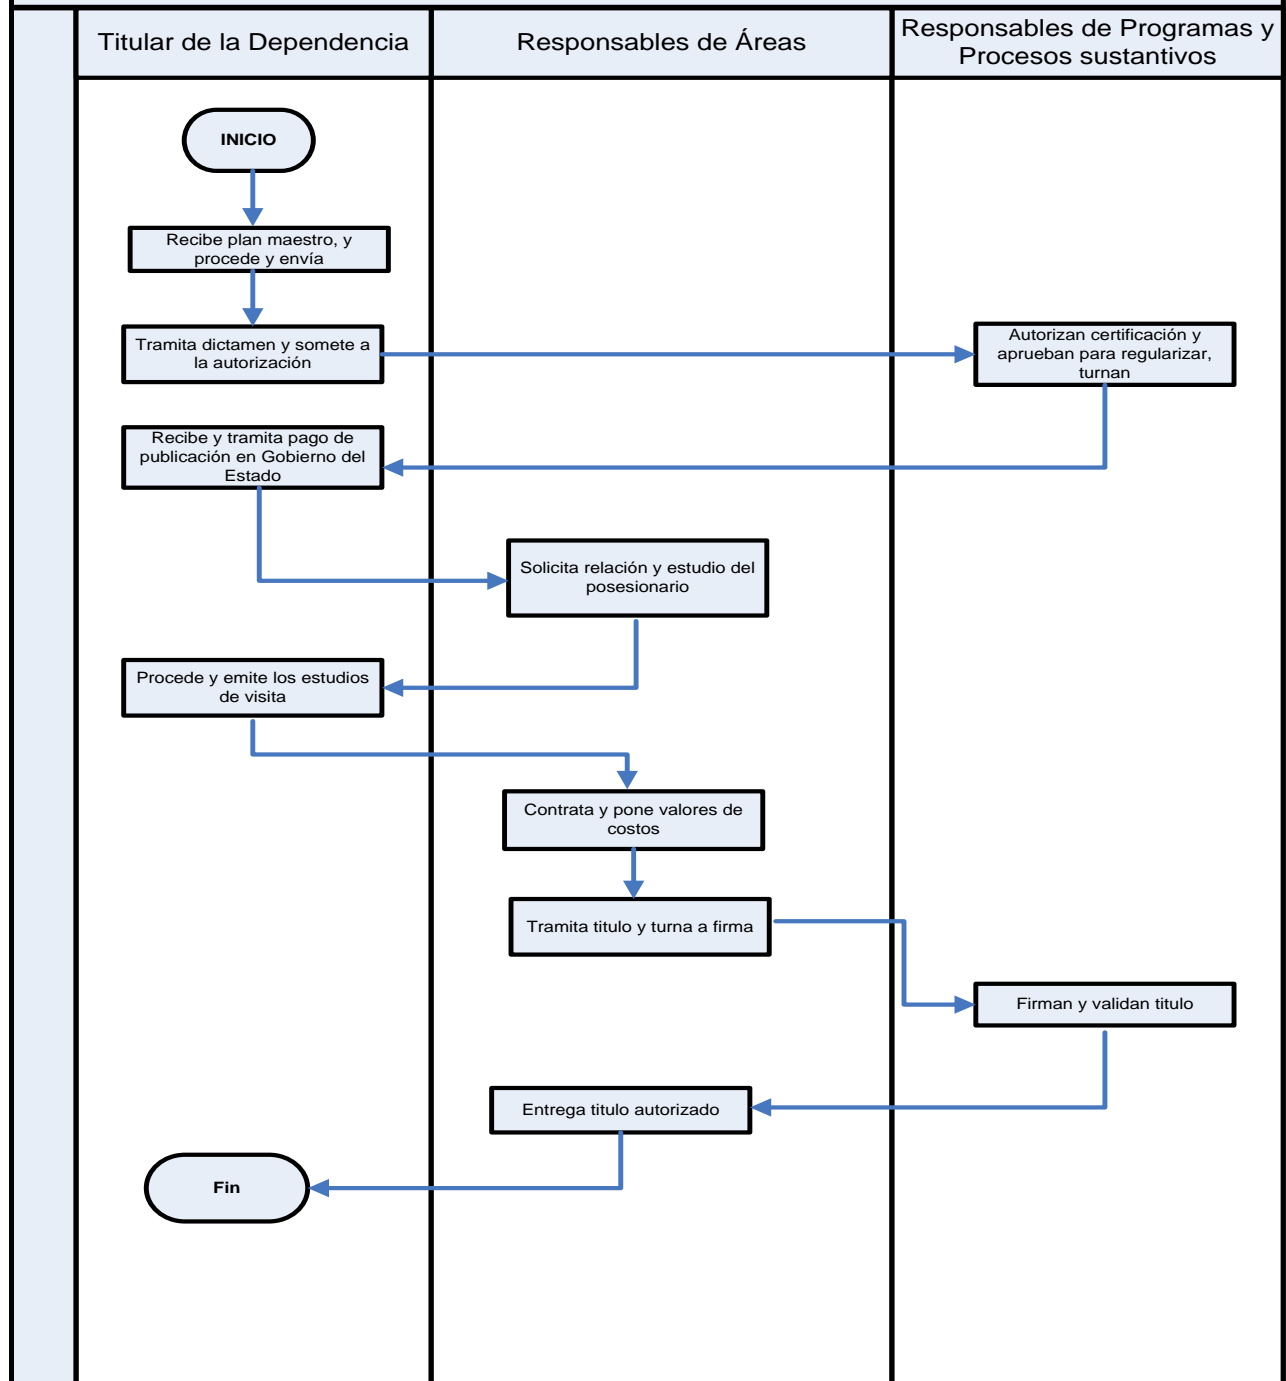 Titular de la Dependencia
Responsables de Áreas
Responsables de Programas y
Procesos sustantivos
INICIO
Recibe plan maestro, y
procede y envía
Tramita dictamen y somete a
la autorización
Autorizan certificación y
aprueban para regularizar,
turnan
Recibe y tramita pago de
publicación en Gobierno del
Estado
Solicita relación y estudio del
posesionario
Procede y emite los estudios
de visita
Contrata y pone valores de
costos
Tramita titulo y turna a firma
Firman y validan titulo
Entrega titulo autorizado
Fin